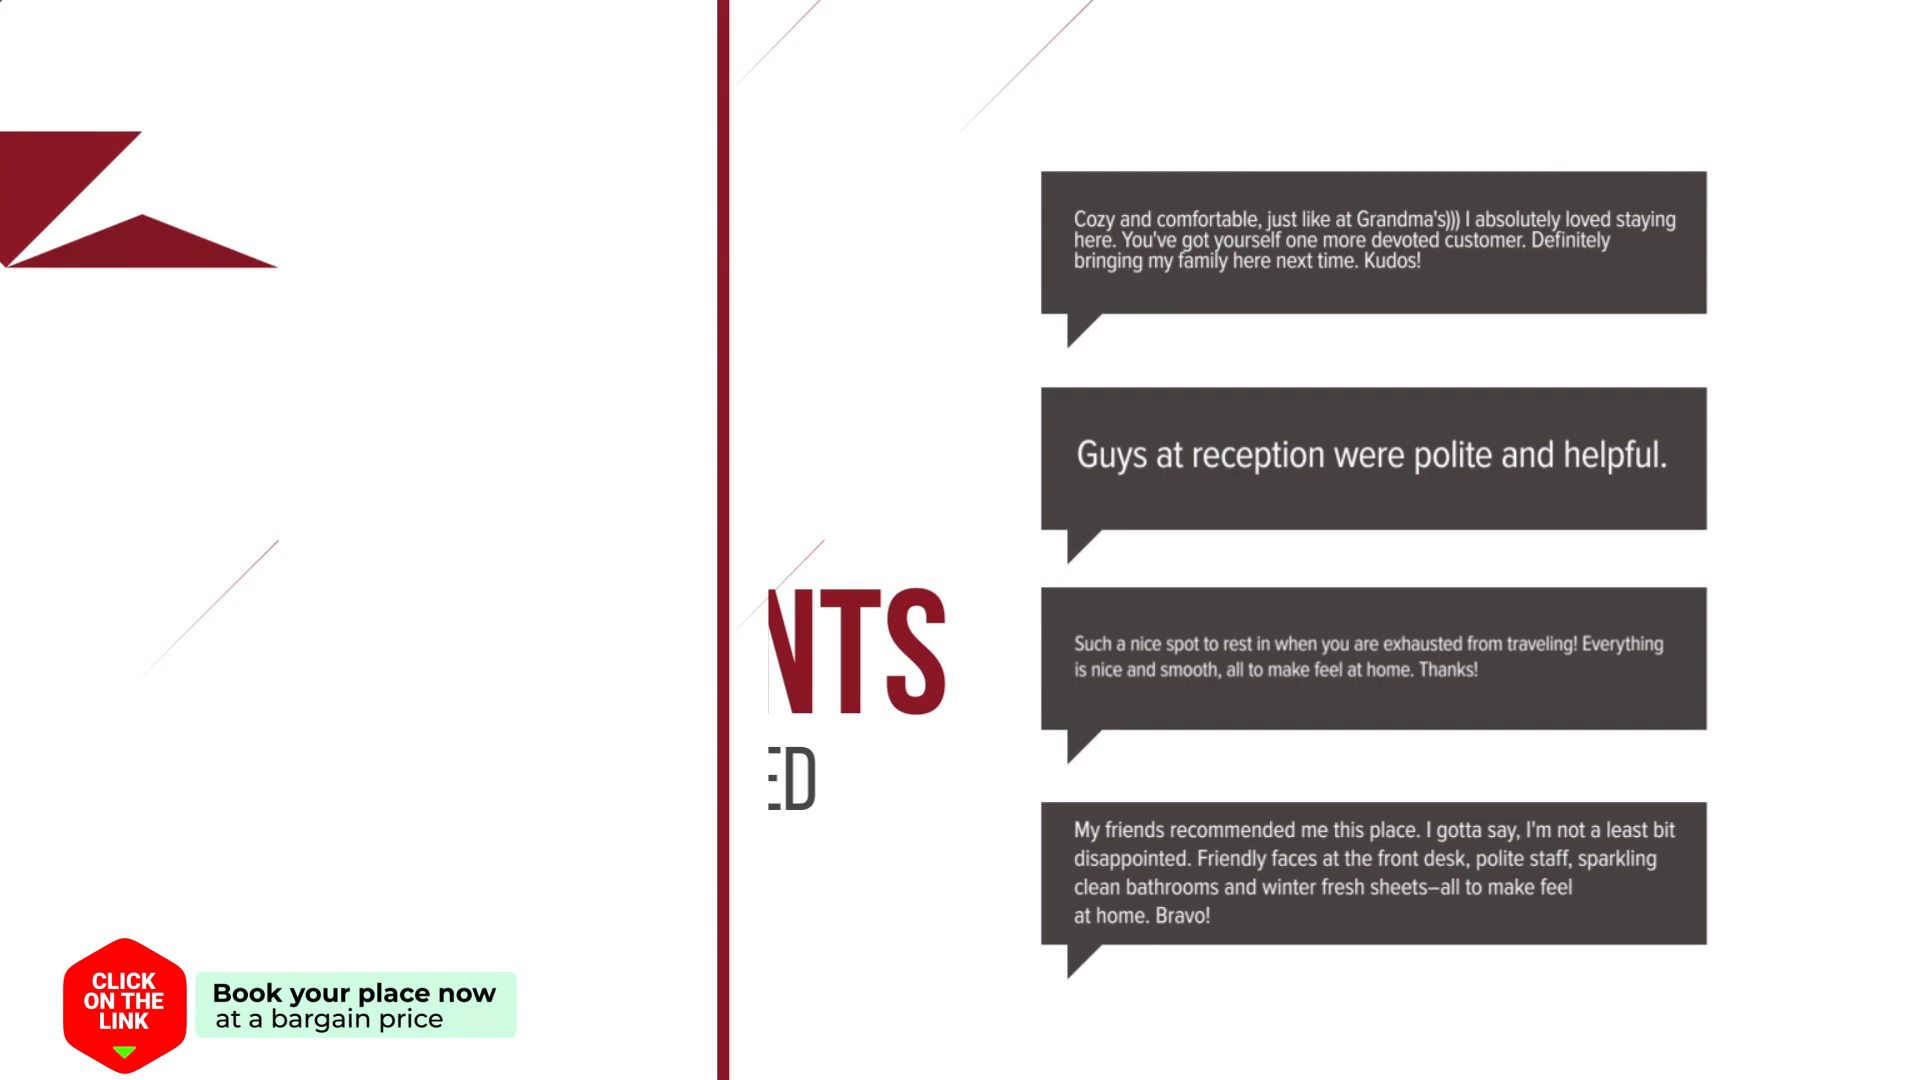 Cozy and comfortable, just like at Grandma's))) I absolutely loved staying
here. You've got yourself one more devoted customer. Definitely
bringing my family here next time. Kudos!
Guys at reception were polite and helpful.
NTS
ED
Such a nice spot to rest in when you are exhausted from traveling! Everything
is nice and smooth, all to make feel at home. Thanks!
My friends recommended me this place. I gotta say, I'm not a least bit
disappointed. Friendly faces at the front desk, polite staff, sparkling
clean bathrooms and winter fresh sheets–all to make feel
at home. Bravo!
CLICK
ON THE
LINK
Book your place now
at a bargain price